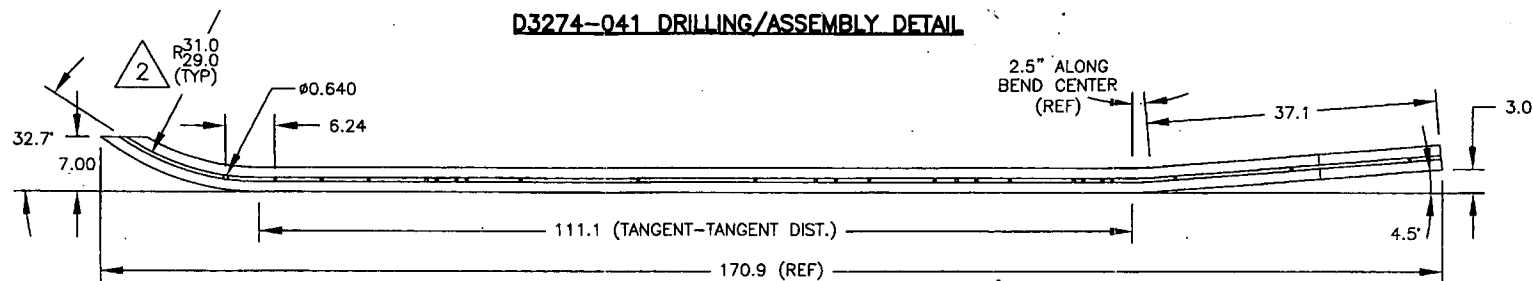 D3274-041 DRILLING/ASSEMBLY DETAIL
2
R31.0
29.0
(TYP)
ø0.640
6.24
2.5" ALONG
BEND CENTER
(REF)
37.1
3.0
32.7°
7.00
111.1 (TANGENT-TANGENT DIST.)
4.5°
170.9 (REF)